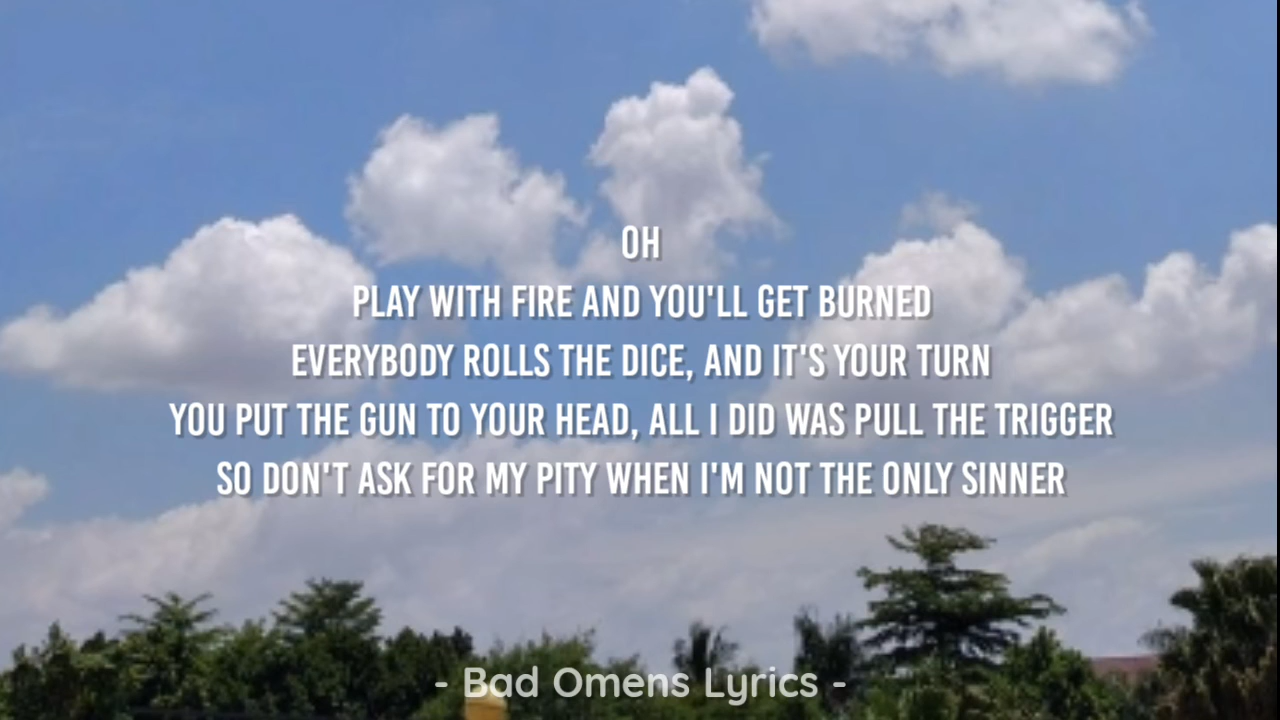 OH
PLAY WITH FIRE AND YOU'LL GET BURNED
EVERYBODY ROLLS THE DICE, AND IT'S YOUR TURN
YOU PUT THE GUN TO YOUR HEAD, ALL I DID WAS PULL THE TRIGGER
SO DON'T ASK FOR MY PITY WHEN I'M NOT THE ONLY SINNER
- Bad Omens Lyrics -